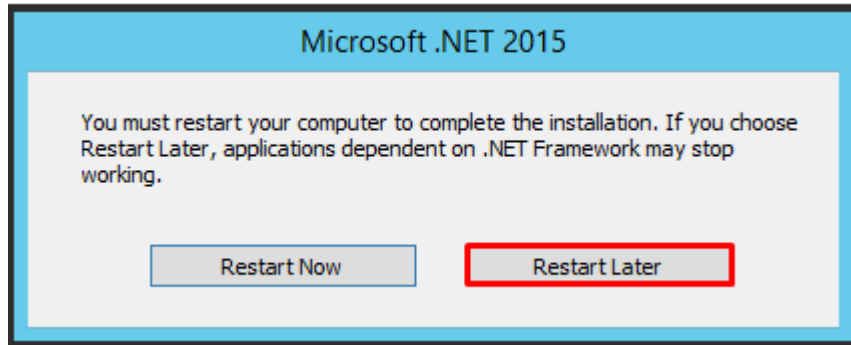 Microsoft .NET 2015
You must restart your computer to complete the installation. If you choose
Restart Later, applications dependent on .NET Framework may stop
working.
Restart Now
Restart Later